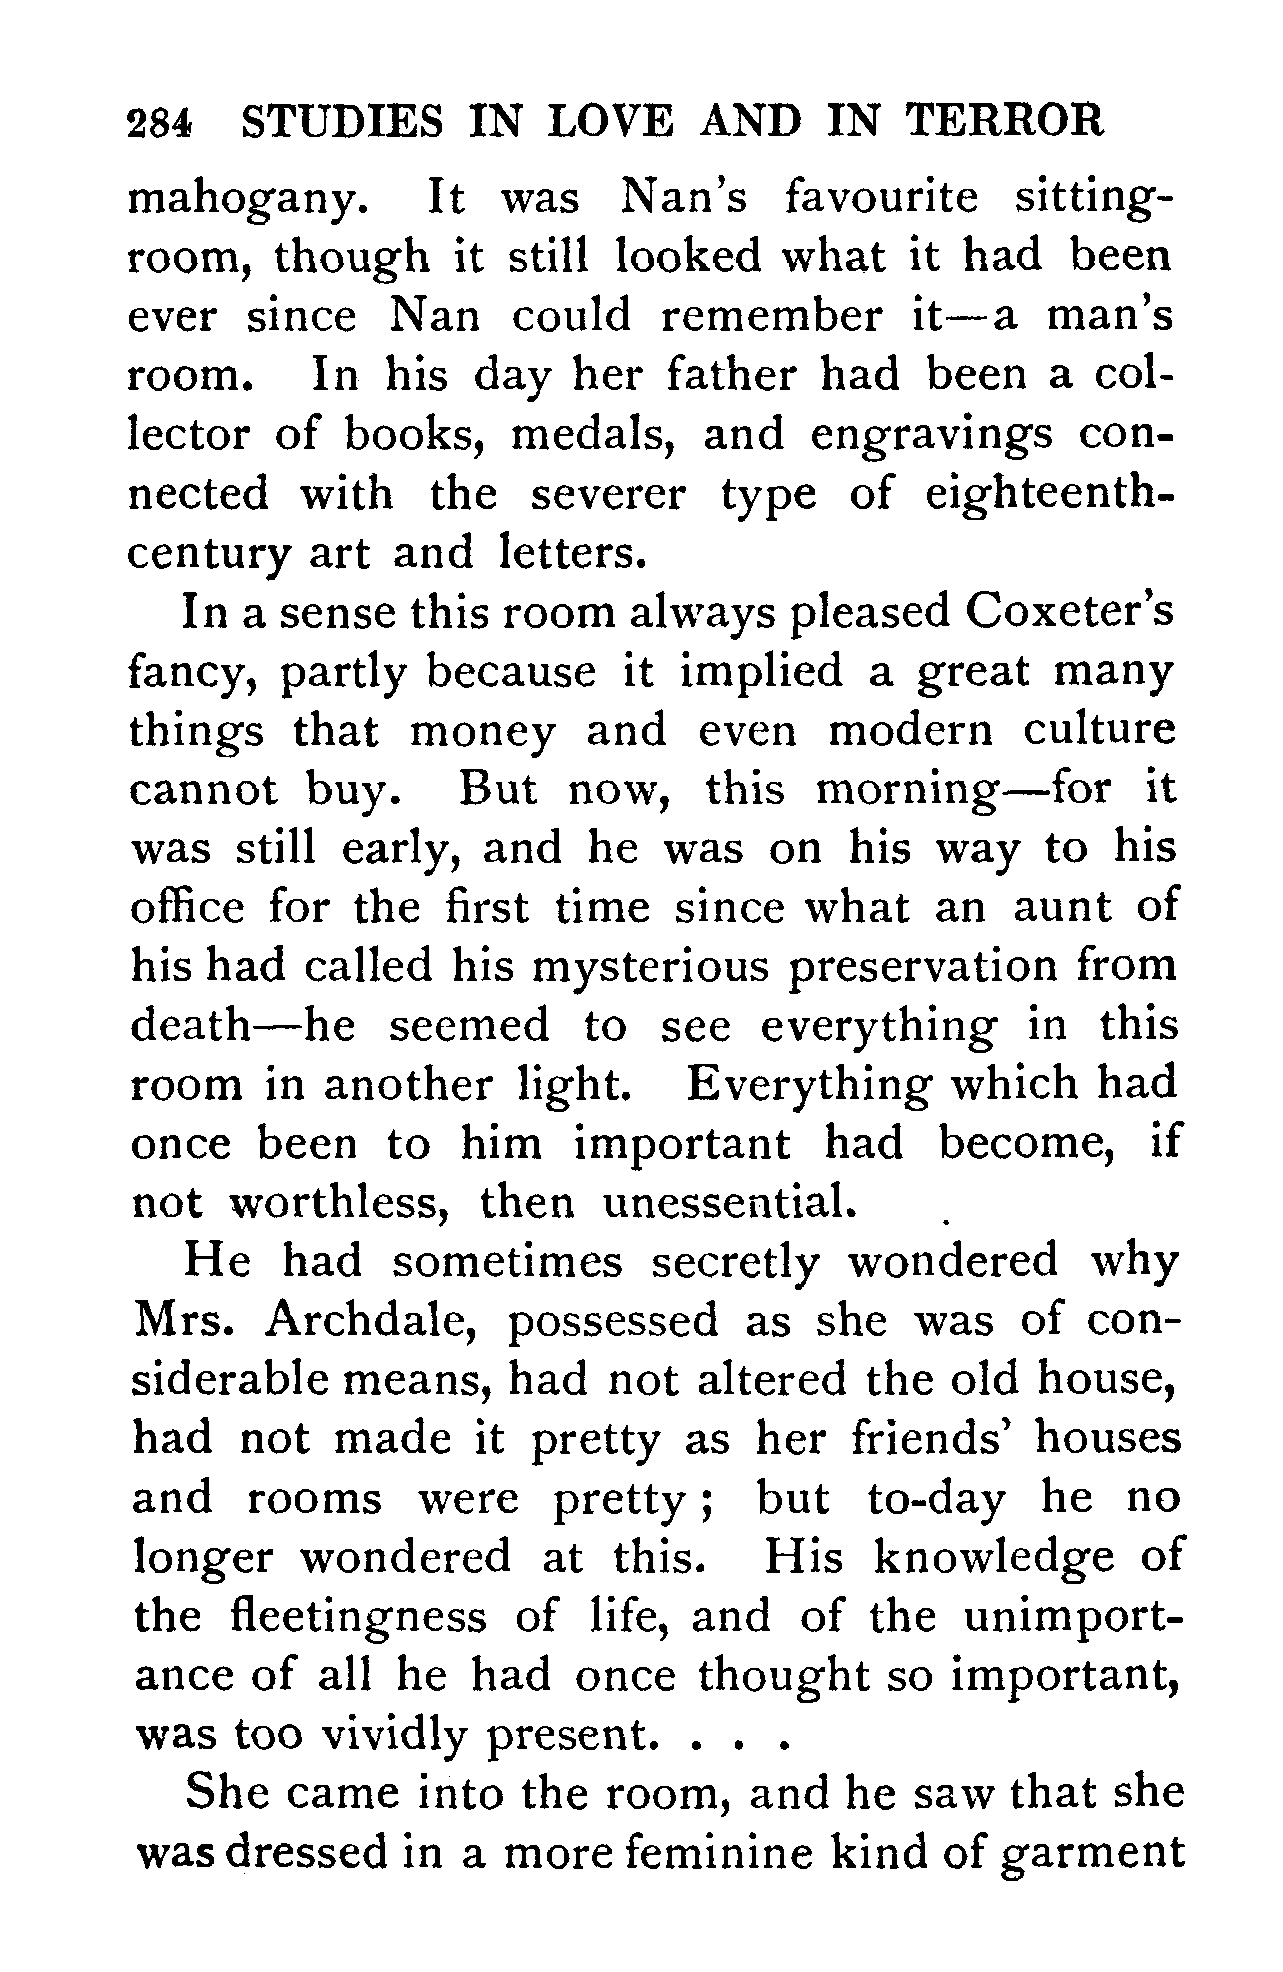 284 STUDIES IN LOVE AND IN TERROR
mahogany. It was Nan's favourite sitting-
room, though it still looked what it had been
ever since Nan could remember it—a man's
room. In his day her father had been a col-
lector of books, medals, and engravings con-
nected with the severer type of eighteenth-
century art and letters.
In a sense this room always pleased Coxeter's
fancy, partly because it implied a great many
things that money and even modern culture
cannot buy. But now, this morning—for it
was still early, and he was on his way to his
office for the first time since what an aunt of
his had called his mysterious preservation from
death—he seemed to see everything in this
room in another light. Everything which had
once been to him important had become, if
not worthless, then unessential.
He had sometimes secretly wondered why
Mrs. Archdale, possessed as she was of con-
siderable means, had not altered the old house,
had not made it pretty as her friends' houses
and rooms were pretty ; but to-day he no
longer wondered at this. His knowledge of
the fleetingness of life, and of the unimport-
ance of all he had once thought so important,
was too vividly present. . . .
She came into the room, and he saw that she
was dressed in a more feminine kind of garment